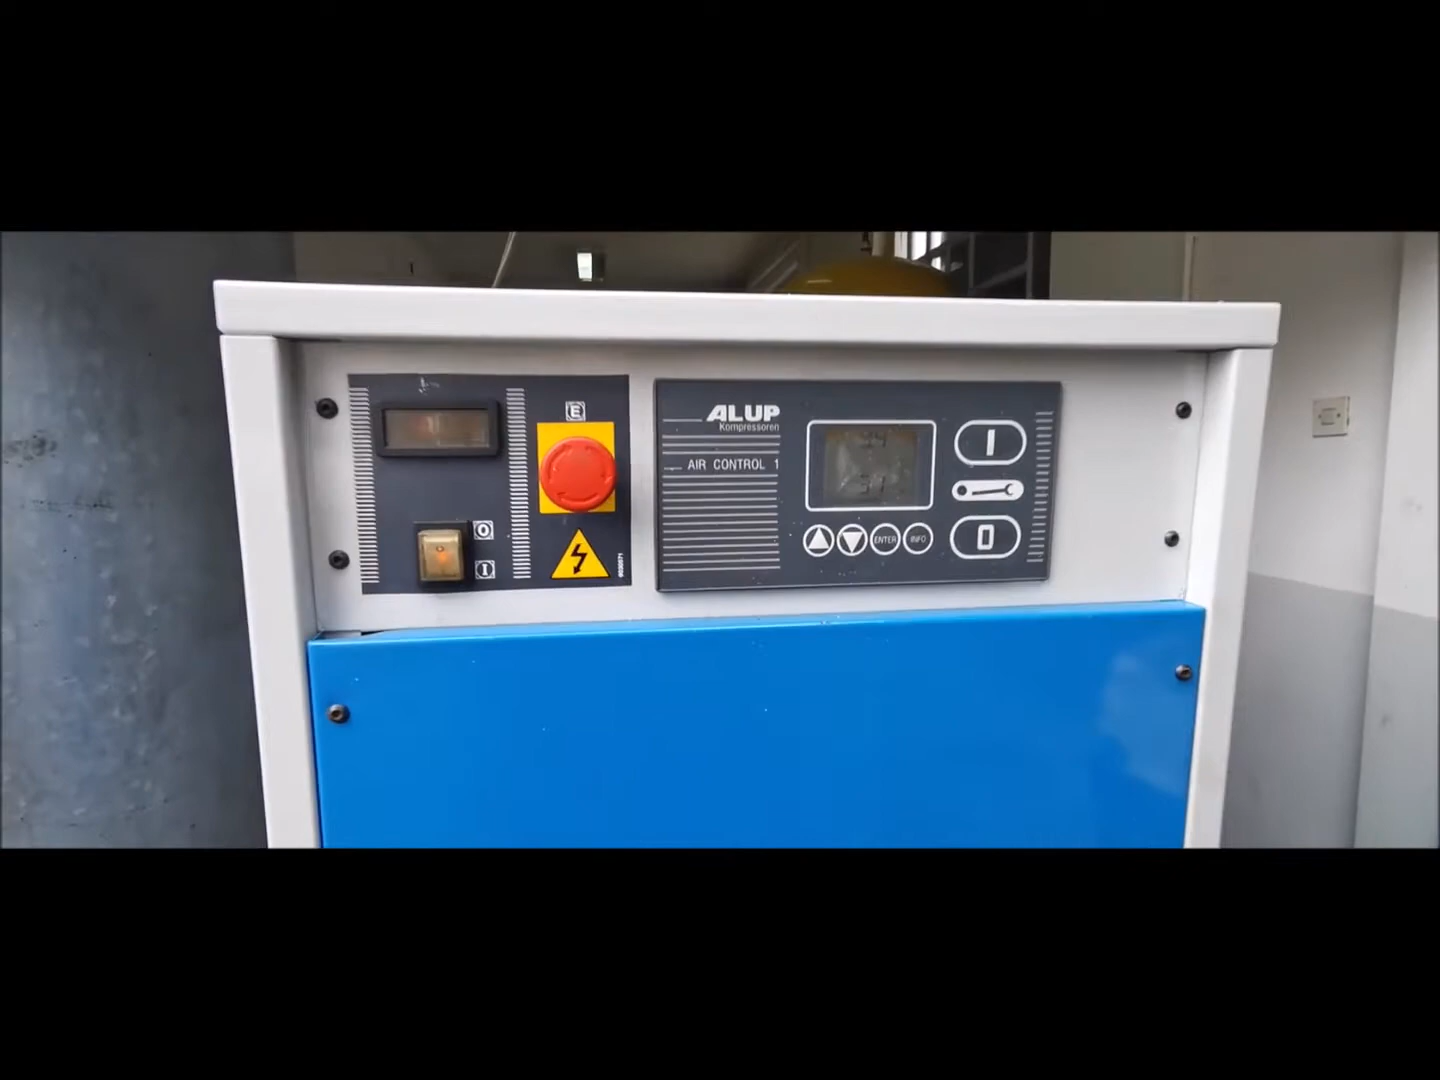 E
O
I
ALUP
Kompressoren
AIR CONTROL 1
ENTER
INFO
I
0